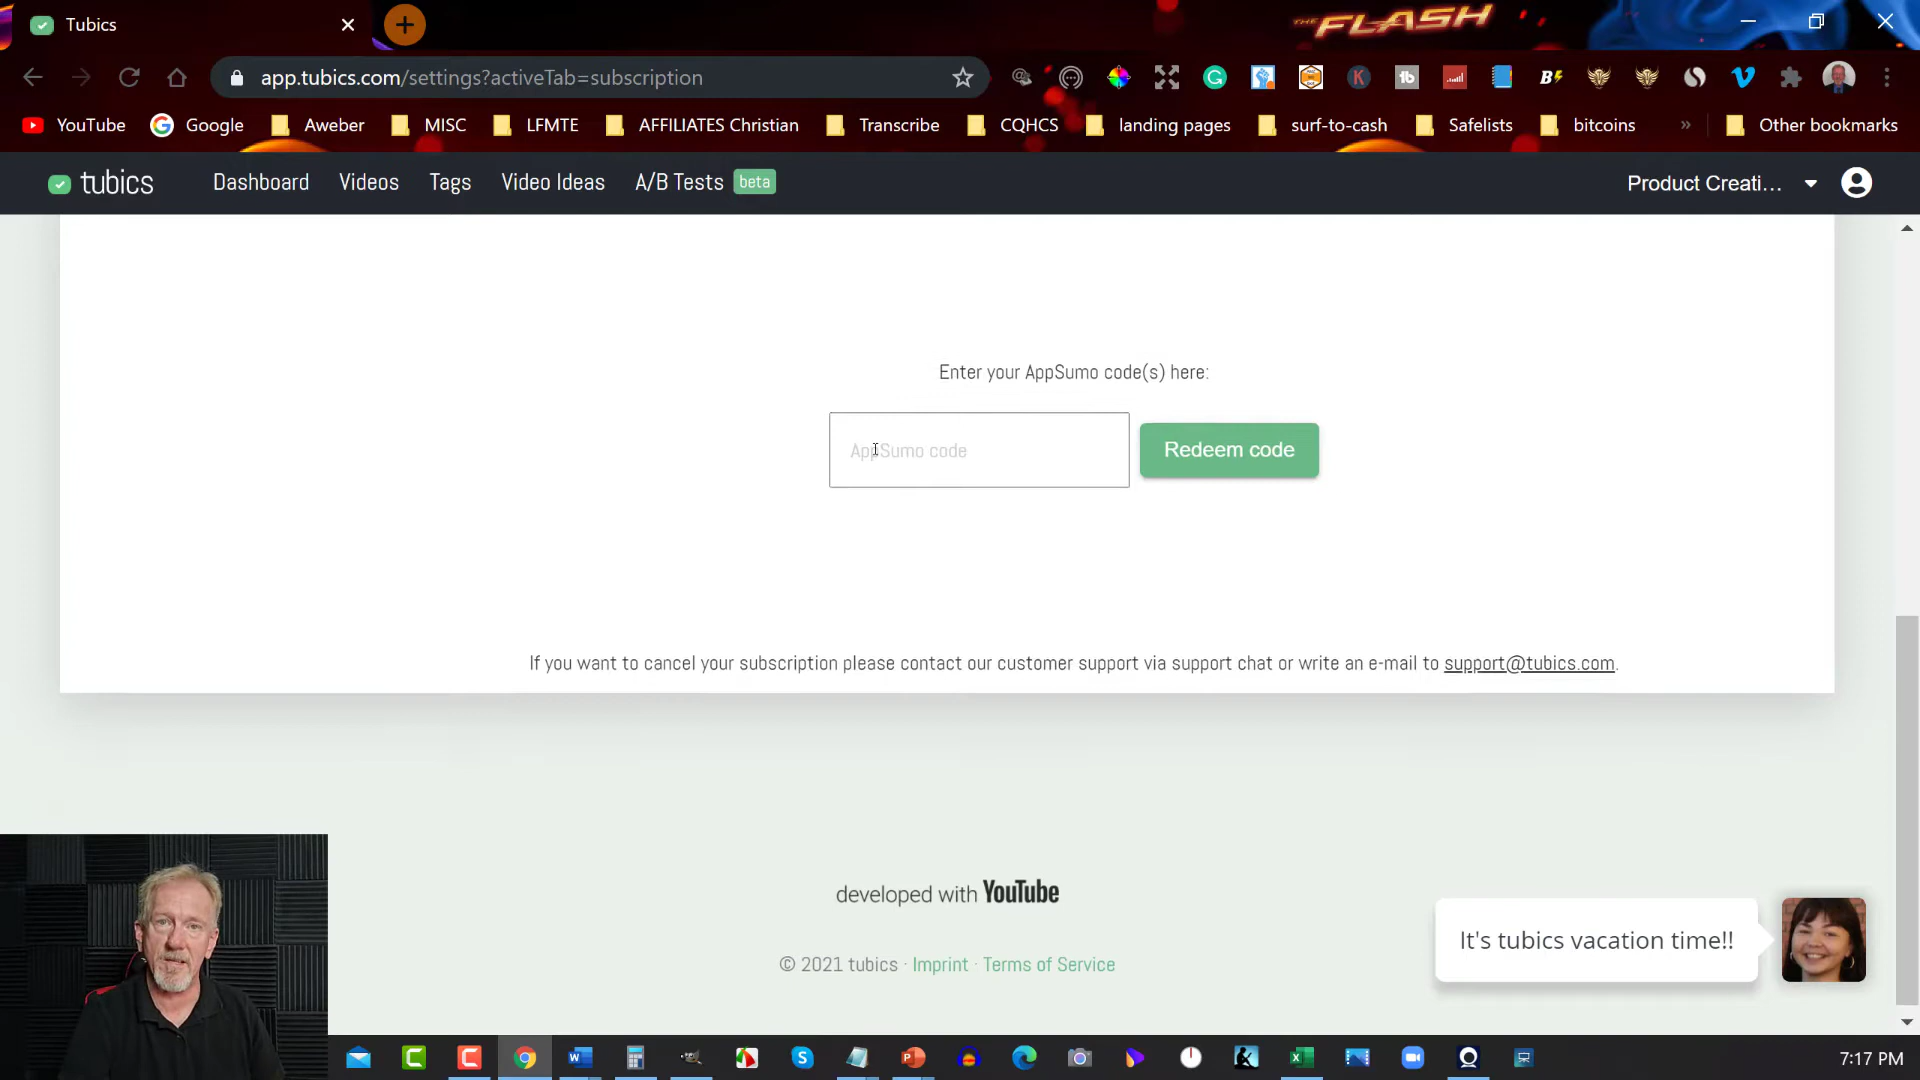 Tubics
THE FLASH
app.tubics.com/settings?activeTab=subscription
YouTube Google Aweber MISC LFMTE AFFILIATES Christian Transcribe CQHCS landing pages surf-to-cash Safelists bitcoins » Other bookmarks
tubics Dashboard Videos Tags Video Ideas A/B Tests beta Product Creati...
Enter your AppSumo code(s) here:
AppSumo code Redeem code
If you want to cancel your subscription please contact our customer support via support chat or write an e-mail to support@tubics.com.
developed with YouTube
It's tubics vacation time!!
© 2021 tubics · Imprint · Terms of Service
7:17 PM